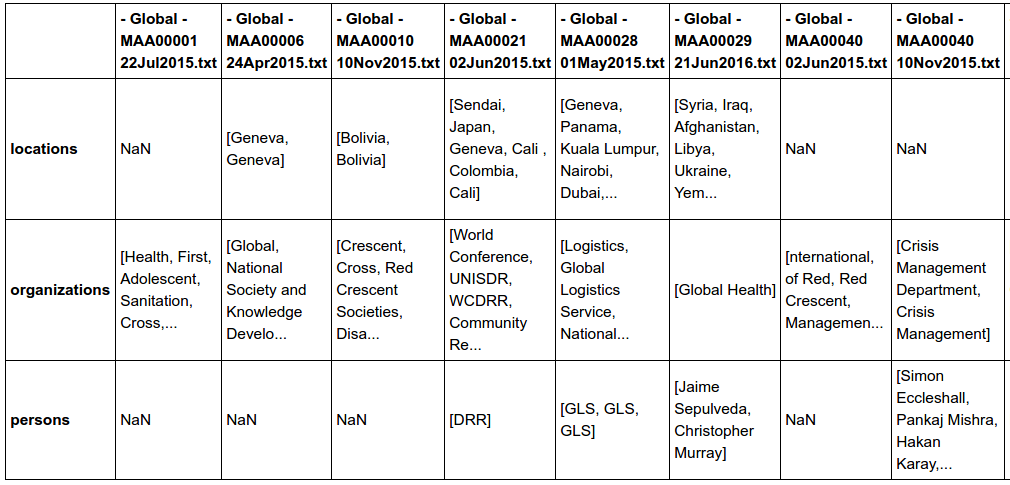 - Global -
MAA00001
22Jul2015.txt
- Global -
MAA00006
24Apr2015.txt
- Global -
MAA00010
10Nov2015.txt
- Global -
MAA00021
02Jun2015.txt
- Global -
MAA00028
01May2015.txt
- Global -
MAA00029
21Jun2016.txt
- Global -
MAA00040
02Jun2015.txt
- Global -
MAA00040
10Nov2015.txt
locations
NaN
[Geneva,
Geneva]
[Bolivia,
Bolivia]
[Sendai,
Japan,
Geneva, Cali ,
Colombia,
Cali]
[Geneva,
Panama,
Kuala Lumpur,
Nairobi,
Dubai,...
[Syria, Iraq,
Afghanistan,
Libya,
Ukraine,
Yem...
NaN
NaN
organizations
[Health, First,
Adolescent,
Sanitation,
Cross,...
[Global,
National
Society and
Knowledge
Develo...
[Crescent,
Cross, Red
Crescent
Societies,
Disa...
[World
Conference,
UNISDR,
WCDRR,
Community
Re...
[Logistics,
Global
Logistics
Service,
National...
[Global Health]
[nternational,
of Red, Red
Crescent,
Managemen...
[Crisis
Management
Department,
Crisis
Management]
persons
NaN
NaN
NaN
[DRR]
[GLS, GLS,
GLS]
[Jaime
Sepulveda,
Christopher
Murray]
NaN
[Simon
Eccleshall,
Pankaj Mishra,
Hakan
Karay,...